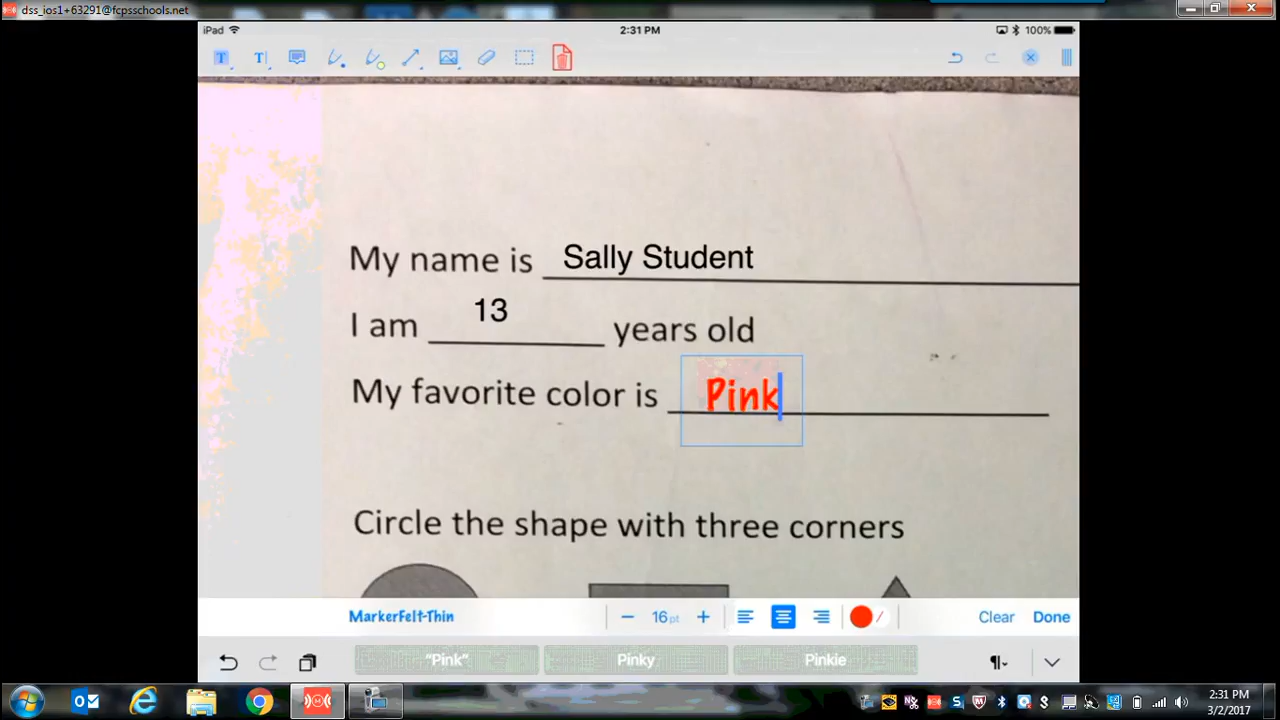 dss_ios1+63291@fcpsschools.net
iPad 2:31 PM 100%
T T
My name is Sally Student
I am 13 years old
My favorite color is Pink
Circle the shape with three corners
MarkerFelt-Thin − 16pt + Clear Done
"Pink" Pinky Pinkie
2:31 PM
3/2/2017